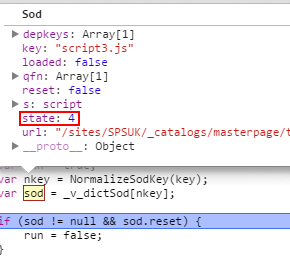 Sod
depkeys: Array[1]
key: "script3.js"
loaded: false
qfn: Array[1]
reset: false
s: script
state: 4
url: "/sites/SPSUK/_catalogs/masterpage/t
__proto__: Object
var nkey = NormalizeSodKey(key);
var sod = _v_dictSod[nkey];
if (sod != null && sod.reset) {
run = false;
}